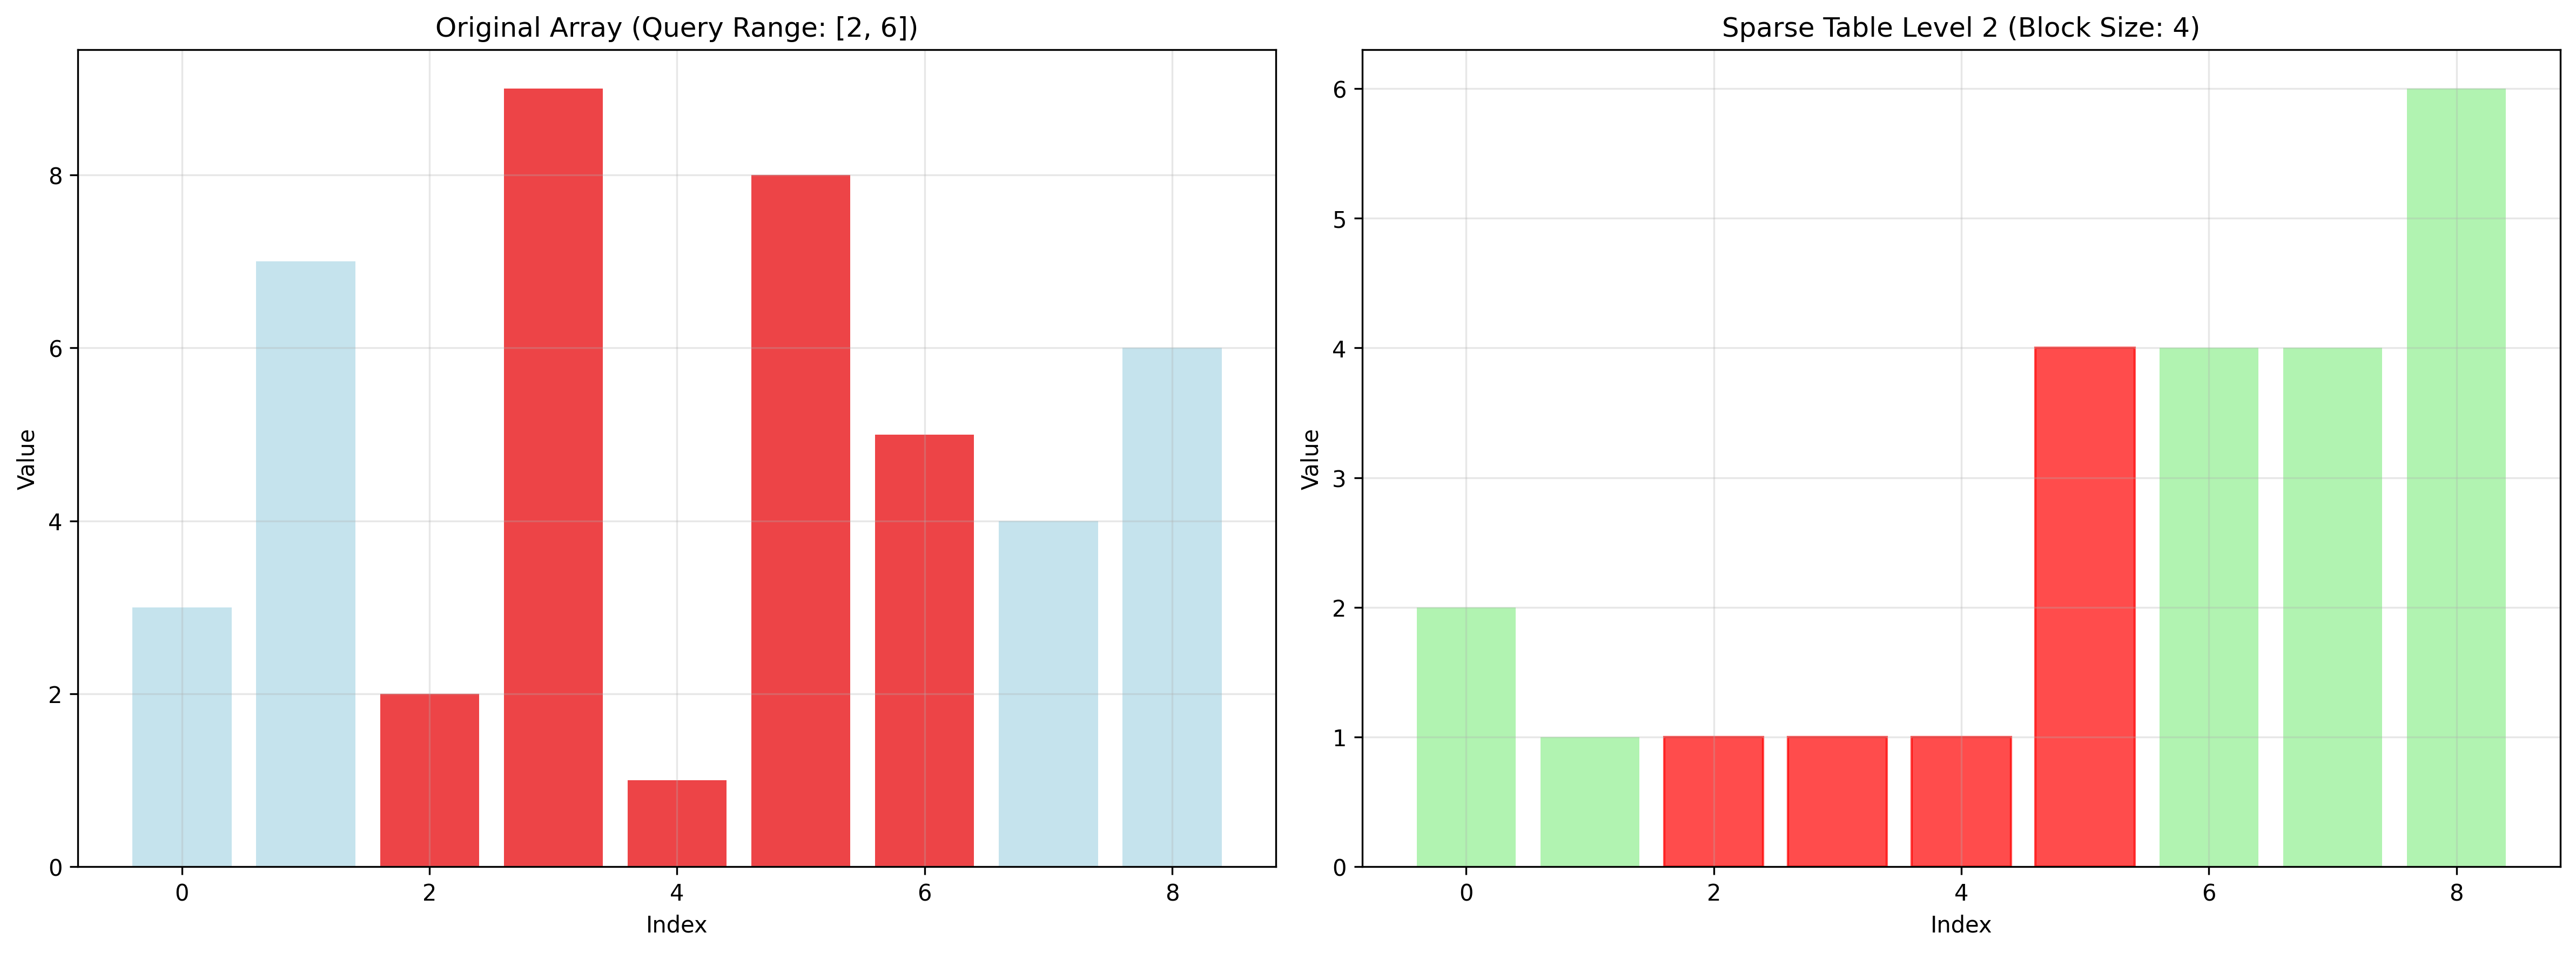 Original Array (Query Range: [2, 6])
Value
8
6
4
2
0
0 2 4 6 8
Index
Sparse Table Level 2 (Block Size: 4)
Value
6
5
4
3
2
1
0
0 2 4 6 8
Index